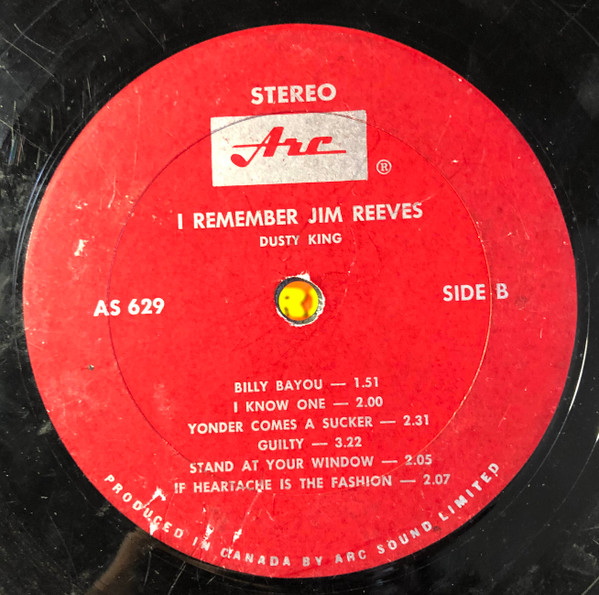 STEREO
Arc
®
I REMEMBER JIM REEVES
DUSTY KING
AS 629
SIDE B
BILLY BAYOU — 1.51
I KNOW ONE — 2.00
YONDER COMES A SUCKER — 2.31
GUILTY — 3.22
STAND AT YOUR WINDOW — 2.05
IF HEARTACHE IS THE FASHION — 2.07
PRODUCED IN CANADA BY ARC SOUND LIMITED